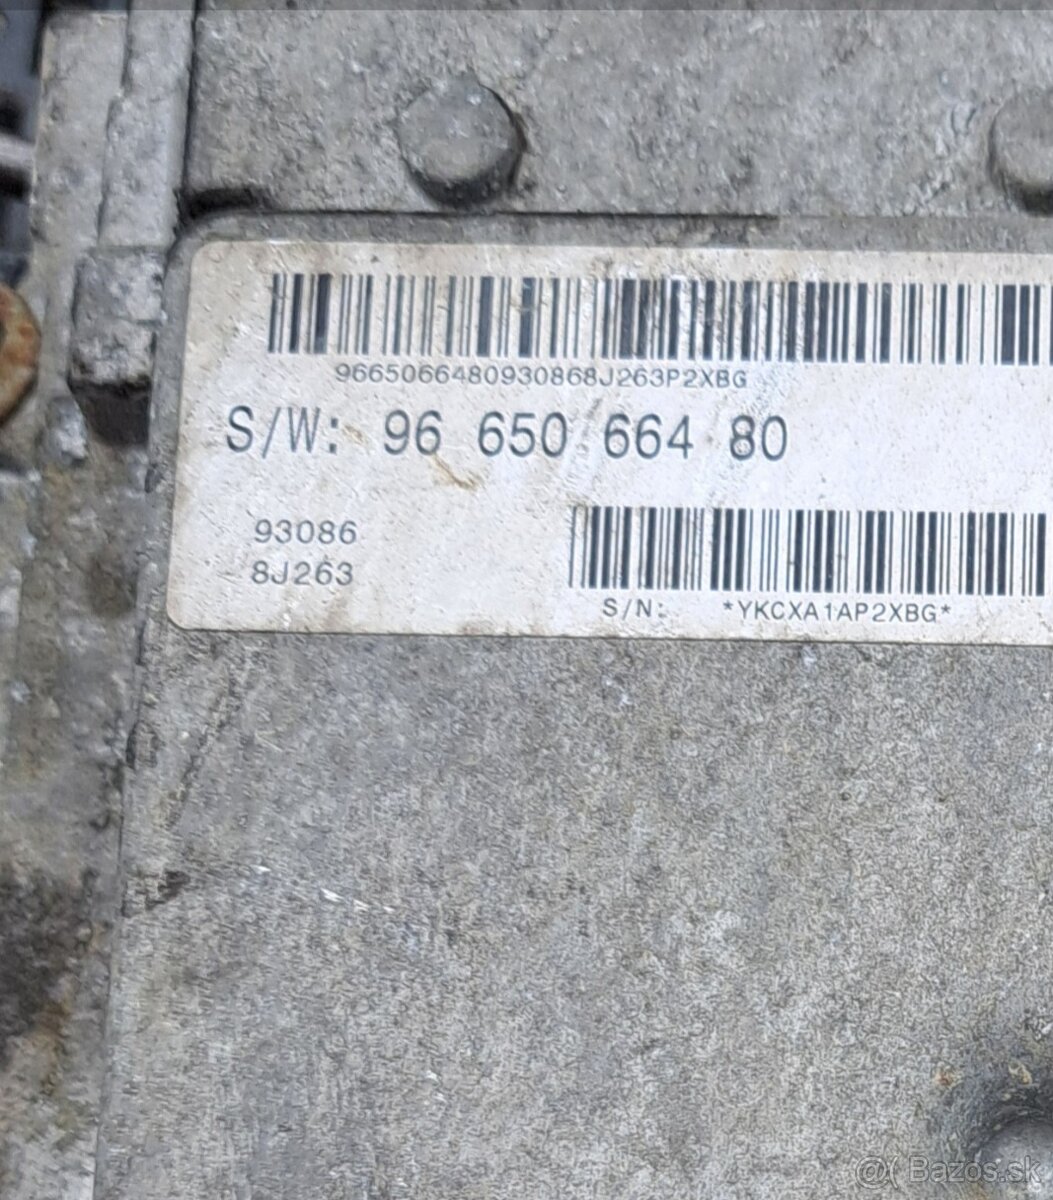 9665066480930868J263P2XBG
S/W: 96 650 664 80
93086
8J263
S/N: *YKCXA1AP2XBG*
@( Bazos.sk